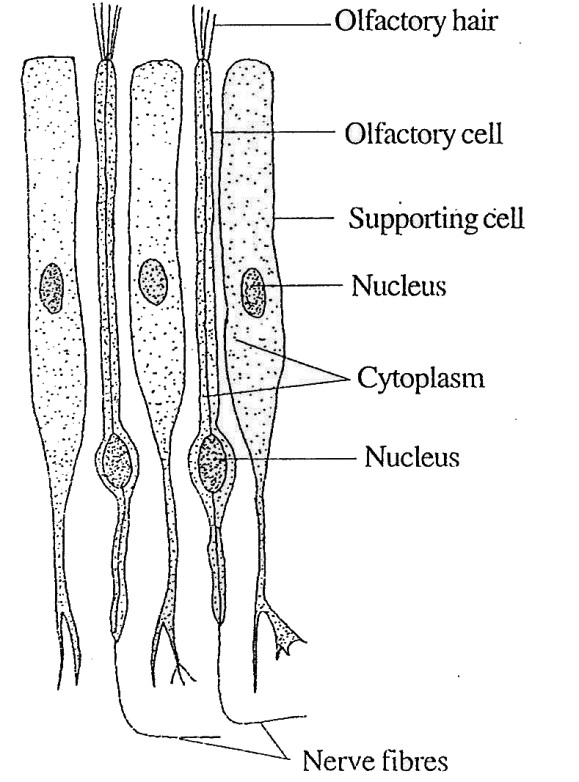 Olfactory hair
Olfactory cell
Supporting cell
Nucleus
Cytoplasm
Nucleus
Nerve fibres